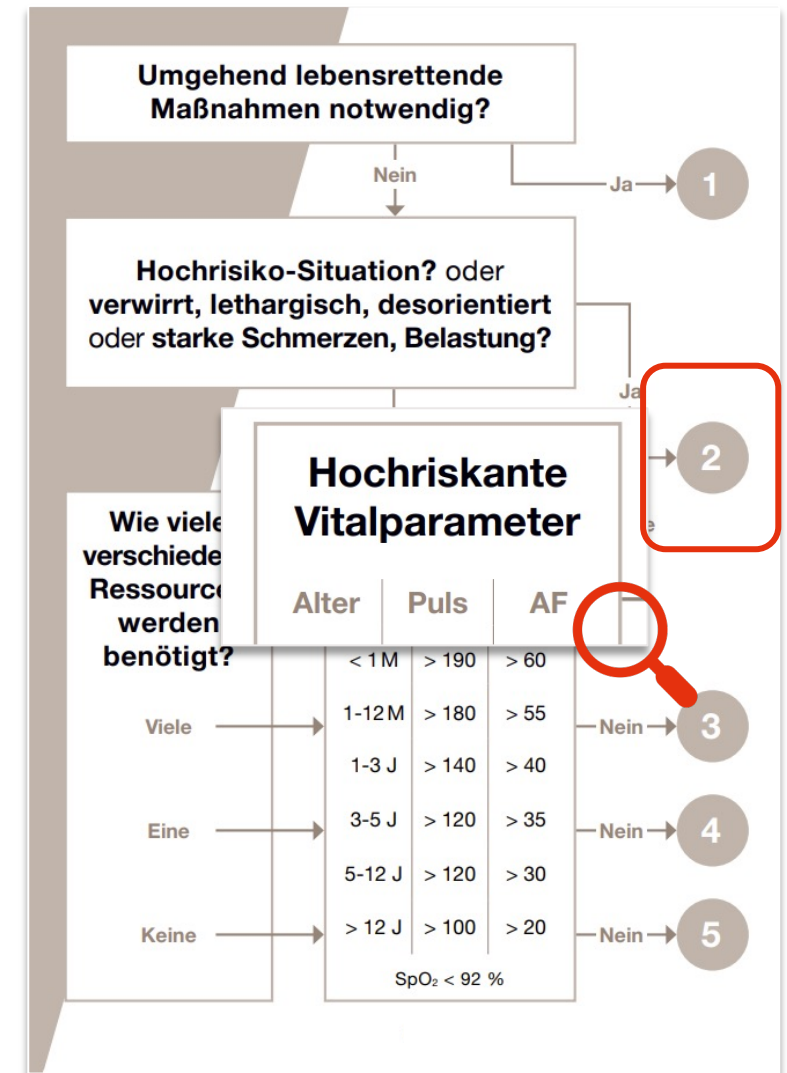 Umgehend lebensrettende
Maßnahmen notwendig?
Nein
Ja
1
Hochrisiko-Situation? oder
verwirrt, lethargisch, desorientiert
oder starke Schmerzen, Belastung?
Ja
2
Hochriskante
Vitalparameter
Alter Puls AF
Wie viele
verschiede
Ressource
werden
benötigt?
< 1 M > 190 > 60
Viele
1-12 M > 180 > 55
Nein
3
1-3 J > 140 > 40
Eine
3-5 J > 120 > 35
Nein
4
5-12 J > 120 > 30
Keine
> 12 J > 100 > 20
Nein
5
SpO₂ < 92 %